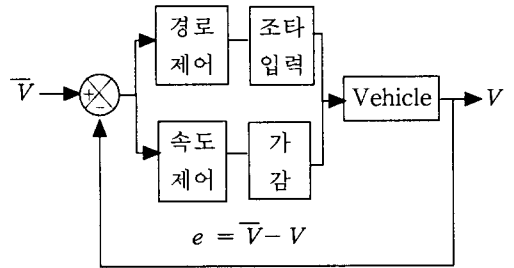 경로
제어
조타
입력
V̅
+
−
Vehicle
V
속도
제어
가
감
e = V̅ − V